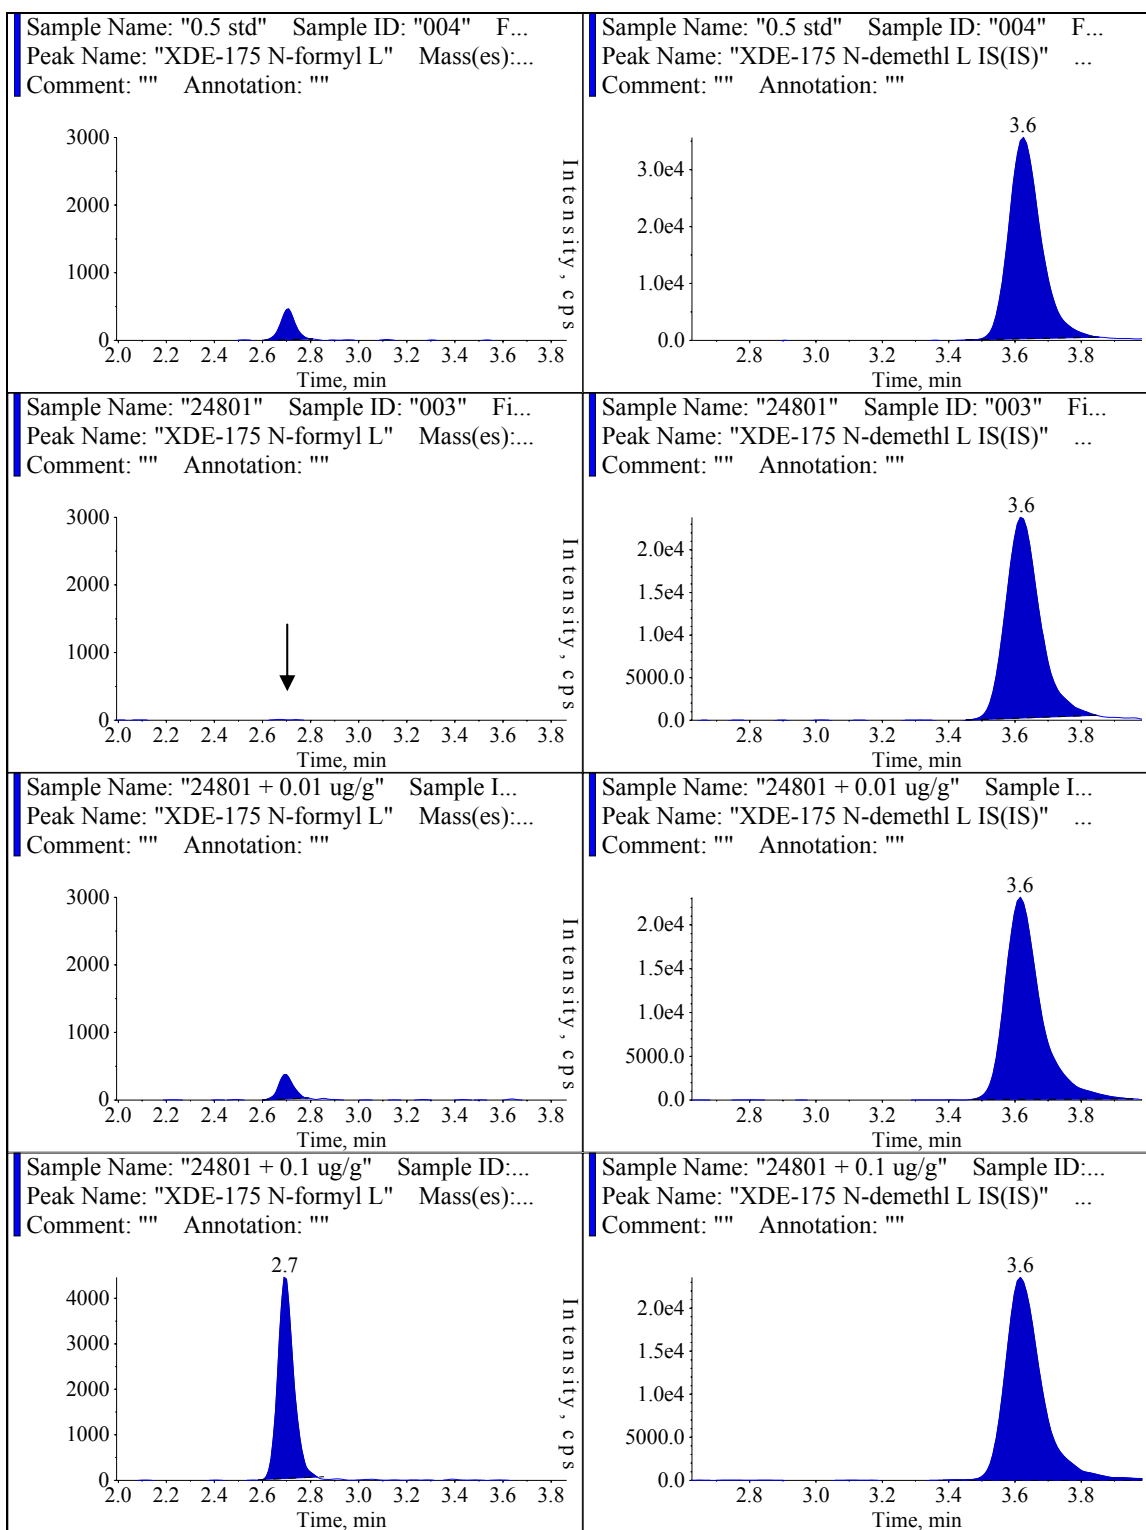 Sample Name: "0.5 std"    Sample ID: "004"    F...
Peak Name: "XDE-175 N-formyl L"    Mass(es):...
Comment: ""    Annotation: ""
3000
2000
1000
0
2.0 2.2 2.4 2.6 2.8 3.0 3.2 3.4 3.6 3.8
Time, min
Intensity, cps
Sample Name: "0.5 std"    Sample ID: "004"    F...
Peak Name: "XDE-175 N-demethl L IS(IS)"    ...
Comment: ""    Annotation: ""
3.6
3.0e4
2.0e4
1.0e4
0.0
2.8 3.0 3.2 3.4 3.6 3.8
Time, min
Sample Name: "24801"    Sample ID: "003"    Fi...
Peak Name: "XDE-175 N-formyl L"    Mass(es):...
Comment: ""    Annotation: ""
3000
2000
1000
0
2.0 2.2 2.4 2.6 2.8 3.0 3.2 3.4 3.6 3.8
Time, min
Intensity, cps
Sample Name: "24801"    Sample ID: "003"    Fi...
Peak Name: "XDE-175 N-demethl L IS(IS)"    ...
Comment: ""    Annotation: ""
3.6
2.0e4
1.5e4
1.0e4
5000.0
0.0
2.8 3.0 3.2 3.4 3.6 3.8
Time, min
Sample Name: "24801 + 0.01 ug/g"    Sample I...
Peak Name: "XDE-175 N-formyl L"    Mass(es):...
Comment: ""    Annotation: ""
3000
2000
1000
0
2.0 2.2 2.4 2.6 2.8 3.0 3.2 3.4 3.6 3.8
Time, min
Intensity, cps
Sample Name: "24801 + 0.01 ug/g"    Sample I...
Peak Name: "XDE-175 N-demethl L IS(IS)"    ...
Comment: ""    Annotation: ""
3.6
2.0e4
1.5e4
1.0e4
5000.0
0.0
2.8 3.0 3.2 3.4 3.6 3.8
Time, min
Sample Name: "24801 + 0.1 ug/g"    Sample ID:...
Peak Name: "XDE-175 N-formyl L"    Mass(es):...
Comment: ""    Annotation: ""
2.7
4000
3000
2000
1000
0
2.0 2.2 2.4 2.6 2.8 3.0 3.2 3.4 3.6 3.8
Time, min
Intensity, cps
Sample Name: "24801 + 0.1 ug/g"    Sample ID:...
Peak Name: "XDE-175 N-demethl L IS(IS)"    ...
Comment: ""    Annotation: ""
3.6
2.0e4
1.5e4
1.0e4
5000.0
0.0
2.8 3.0 3.2 3.4 3.6 3.8
Time, min